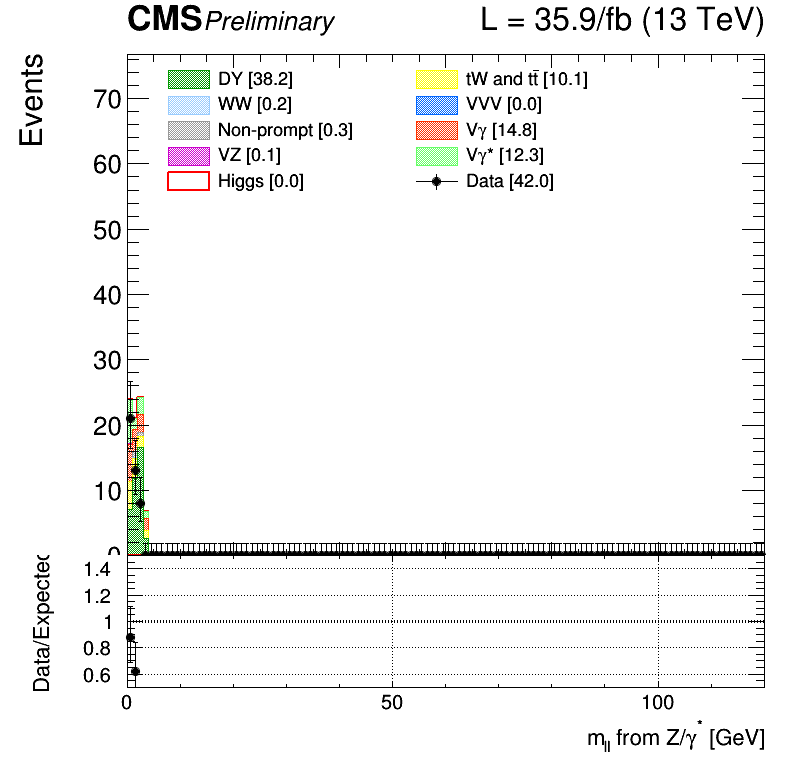 CMS Preliminary L = 35.9/fb (13 TeV)
Events
DY [38.2] tW and tt̄ [10.1]
WW [0.2] VVV [0.0]
Non-prompt [0.3] Vγ [14.8]
VZ [0.1] Vγ* [12.3]
Higgs [0.0] Data [42.0]
70
60
50
40
30
20
10
0
Data/Expected
1.4
1.2
1
0.8
0.6
0 50 100
m_ll from Z/γ* [GeV]